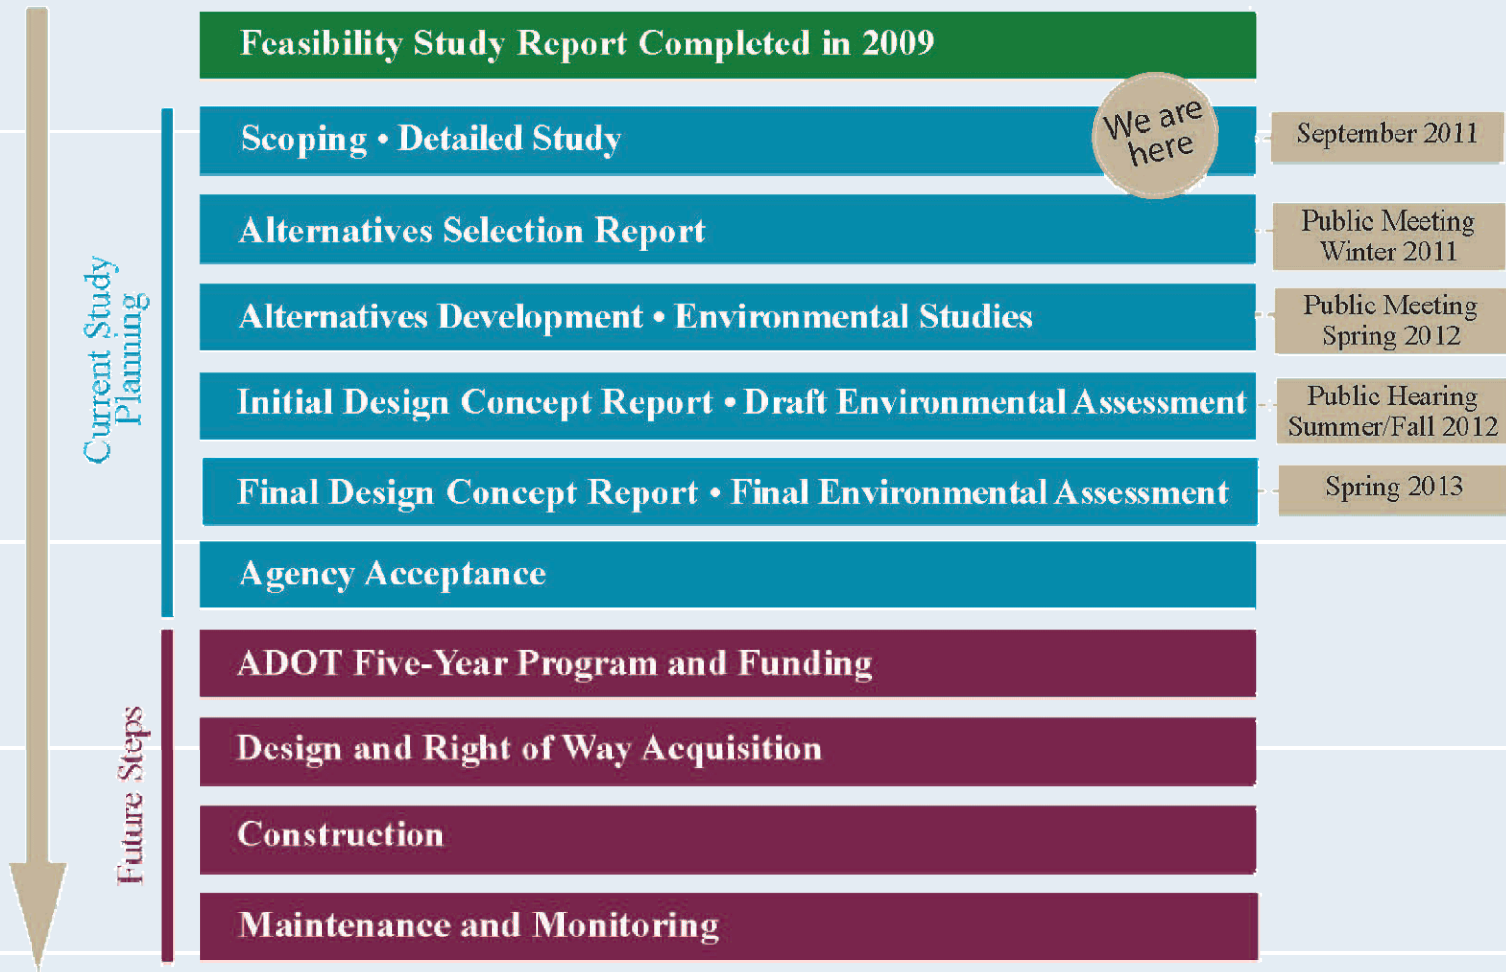 Feasibility Study Report Completed in 2009
We are
here
Scoping • Detailed Study
September 2011
Alternatives Selection Report
Public Meeting
Winter 2011
Current Study
Planning
Alternatives Development • Environmental Studies
Public Meeting
Spring 2012
Initial Design Concept Report • Draft Environmental Assessment
Public Hearing
Summer/Fall 2012
Final Design Concept Report • Final Environmental Assessment
Spring 2013
Agency Acceptance
Future Steps
ADOT Five-Year Program and Funding
Design and Right of Way Acquisition
Construction
Maintenance and Monitoring